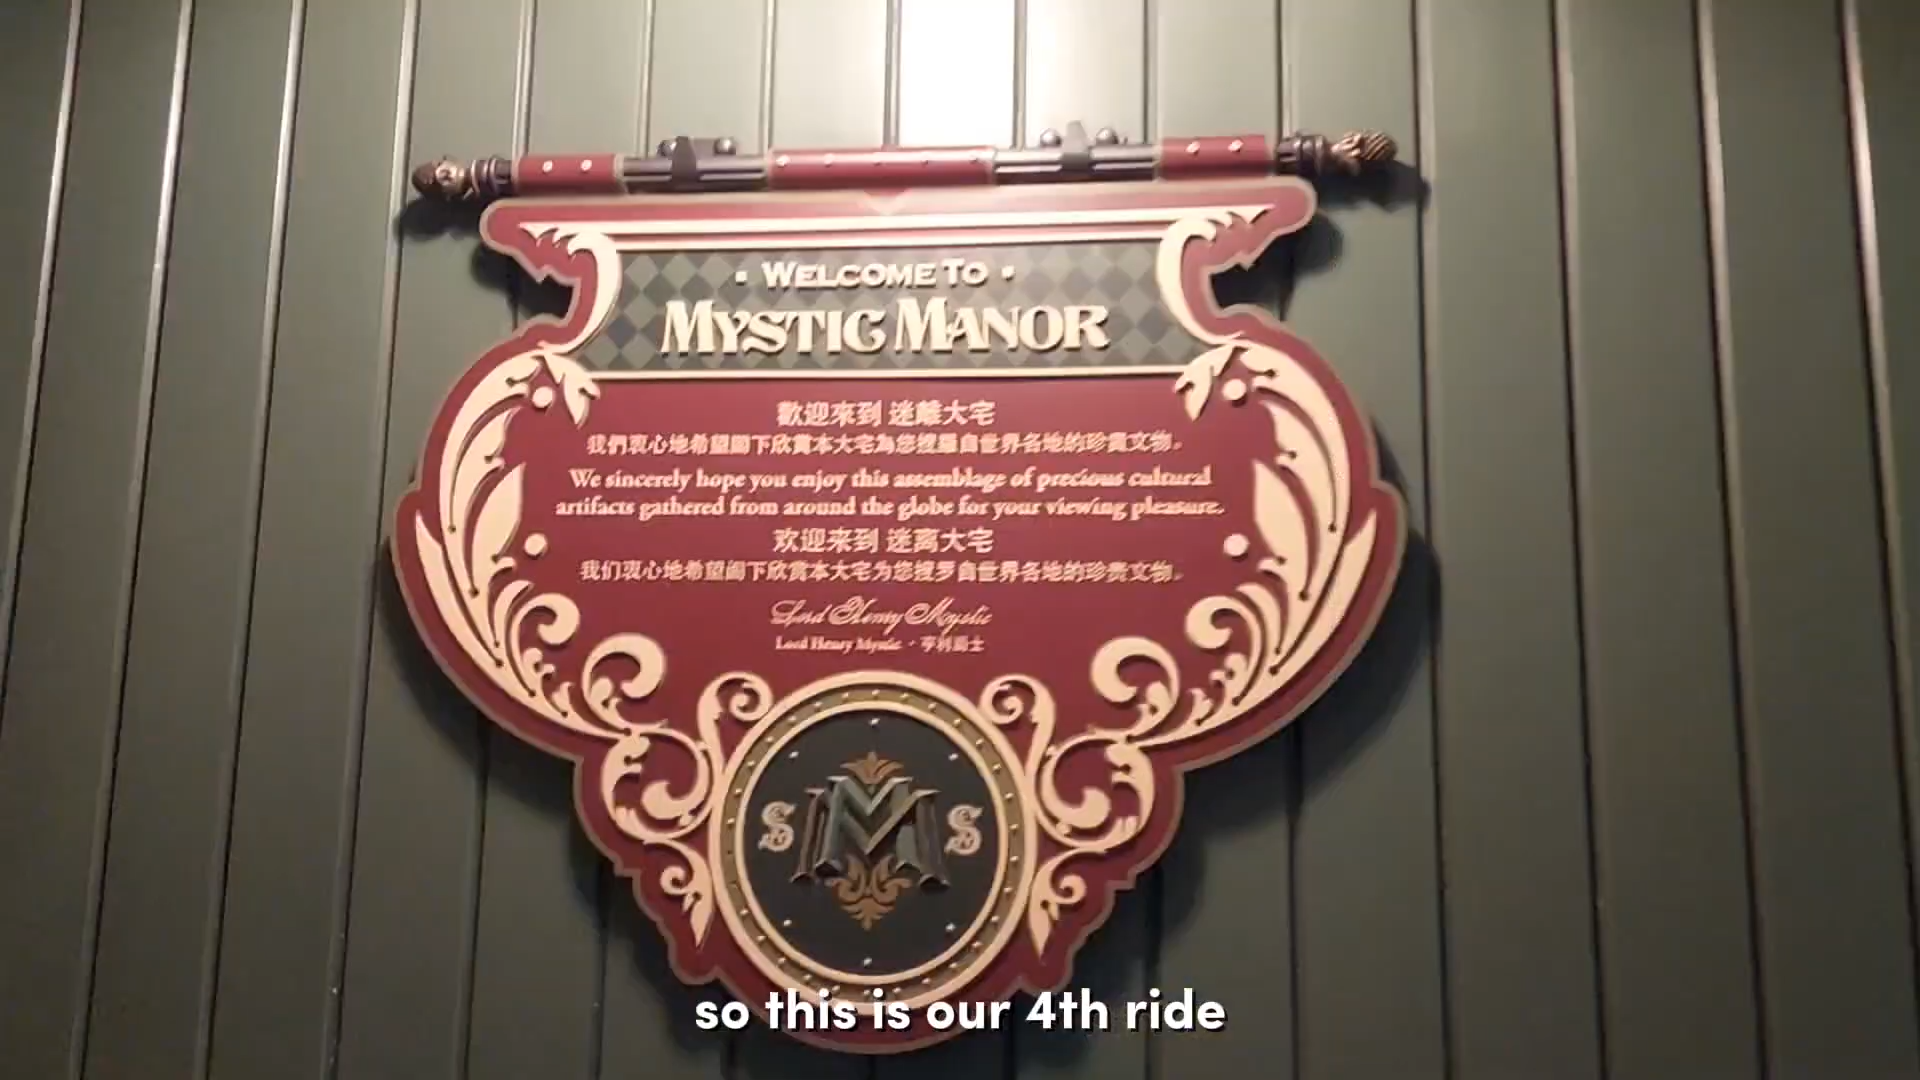 WELCOME TO
MYSTIC MANOR
歡迎來到 迷離大宅
我們衷心地希望閣下欣賞本大宅為您搜羅自世界各地的珍貴文物。
We sincerely hope you enjoy this assemblage of precious cultural
artifacts gathered from around the globe for your viewing pleasure.
欢迎来到 迷离大宅
我们衷心地希望阁下欣赏本大宅为您搜罗自世界各地的珍贵文物。
Lord Henry Mystic
Lord Henry Mystic · 亨利爵士
S M S
so this is our 4th ride